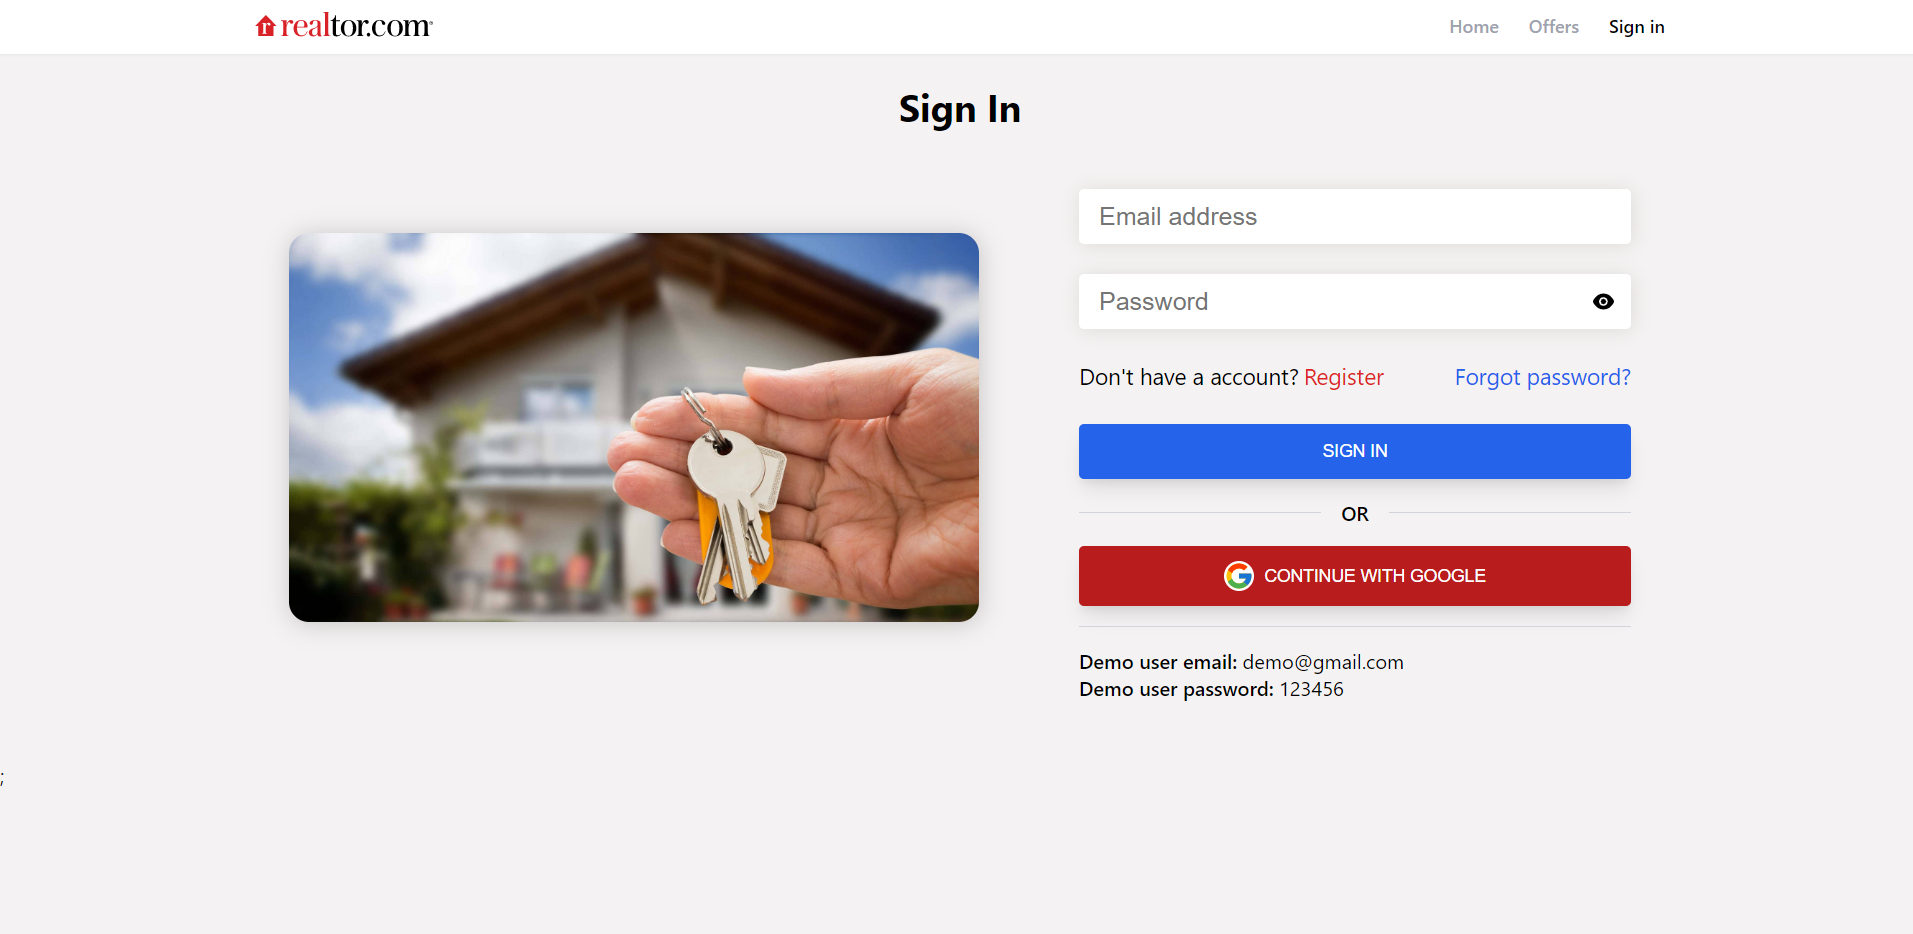 realtor.com®
Home Offers Sign in
Sign In
Email address
Password
Don't have a account? Register Forgot password?
SIGN IN
OR
CONTINUE WITH GOOGLE
Demo user email: demo@gmail.com
Demo user password: 123456
;